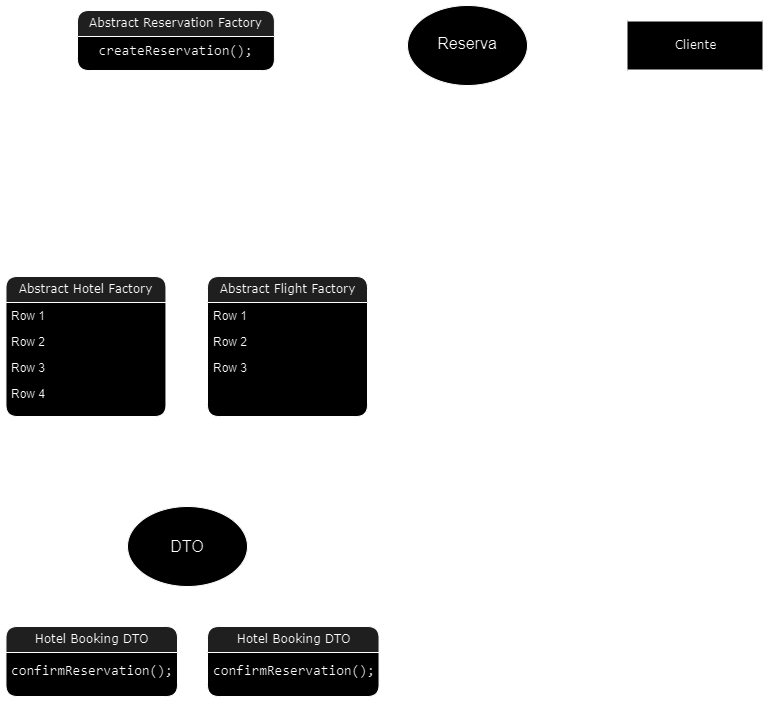 Abstract Reservation Factory
createReservation();
Reserva
Cliente
Abstract Hotel Factory
Row 1
Row 2
Row 3
Row 4
Abstract Flight Factory
Row 1
Row 2
Row 3
DTO
Hotel Booking DTO
confirmReservation();
Hotel Booking DTO
confirmReservation();